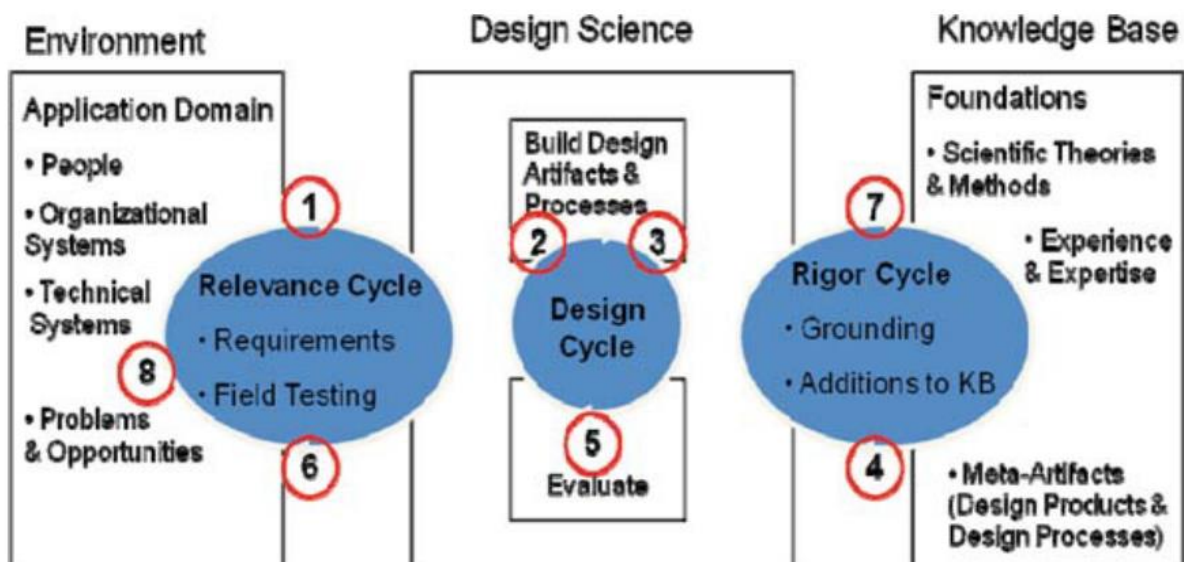 Environment
Design Science
Knowledge Base
Application Domain
• People
• Organizational
Systems
• Technical
Systems
• Problems
& Opportunities
1
Relevance Cycle
• Requirements
• Field Testing
8
6
Build Design
Artifacts &
Processes
2
3
Design
Cycle
5
Evaluate
7
Rigor Cycle
• Grounding
• Additions to KB
4
Foundations
• Scientific Theories
& Methods
• Experience
& Expertise
• Meta-Artifacts
(Design Products &
Design Processes)